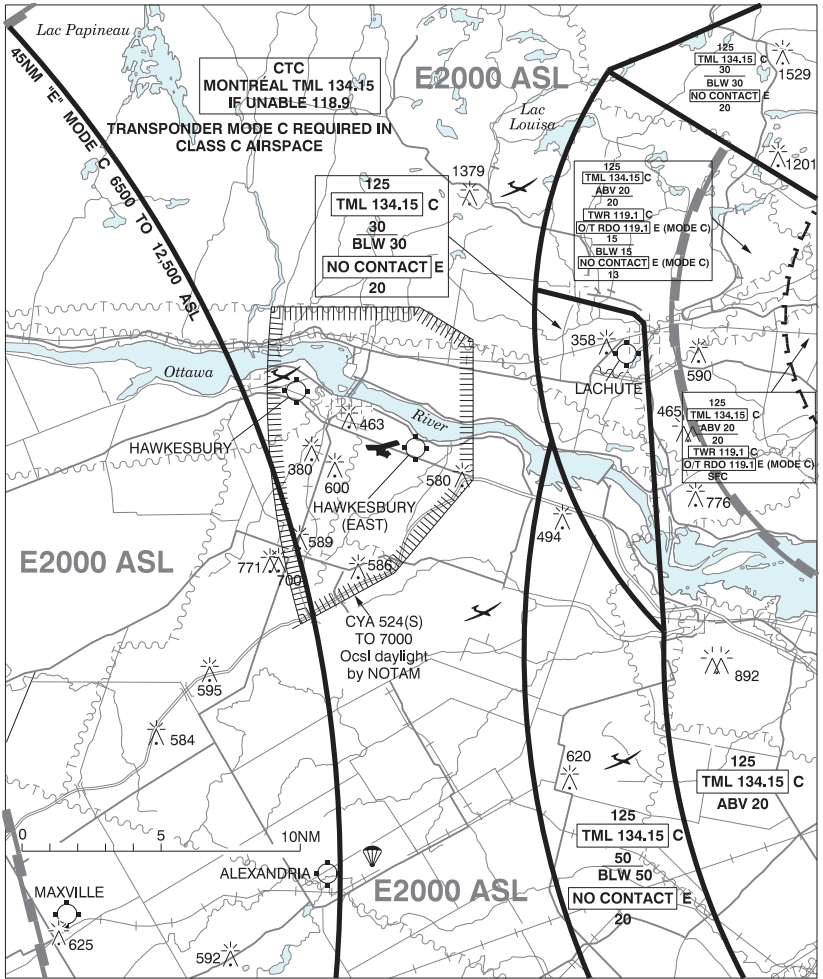 Lac Papineau
45NM "E" MODE C 6500 TO 12,500 ASL
CTC
MONTRÉAL TML 134.15
IF UNABLE 118.9
TRANSPONDER MODE C REQUIRED IN
CLASS C AIRSPACE
E2000 ASL
Lac
Louisa
125
TML 134.15 C
30
BLW 30
NO CONTACT E
20
1529
1201
1379
125
TML 134.15 C
30
BLW 30
NO CONTACT E
20
125
TML 134.15 C
ABV 20
20
TWR 119.1 C
O/T RDO 119.1 E (MODE C)
15
BLW 15
NO CONTACT E (MODE C)
13
358
LACHUTE
590
Ottawa
River
HAWKESBURY
463
380
600
HAWKESBURY
(EAST)
580
465
125
TML 134.15 C
ABV 20
20
TWR 119.1 C
O/T RDO 119.1 E (MODE C)
SFC
776
494
E2000 ASL
589
771
700
586
CYA 524(S)
TO 7000
Ocsl daylight
by NOTAM
595
584
892
620
125
TML 134.15 C
ABV 20
125
TML 134.15 C
50
BLW 50
NO CONTACT E
20
0 5 10NM
ALEXANDRIA
E2000 ASL
MAXVILLE
625
592